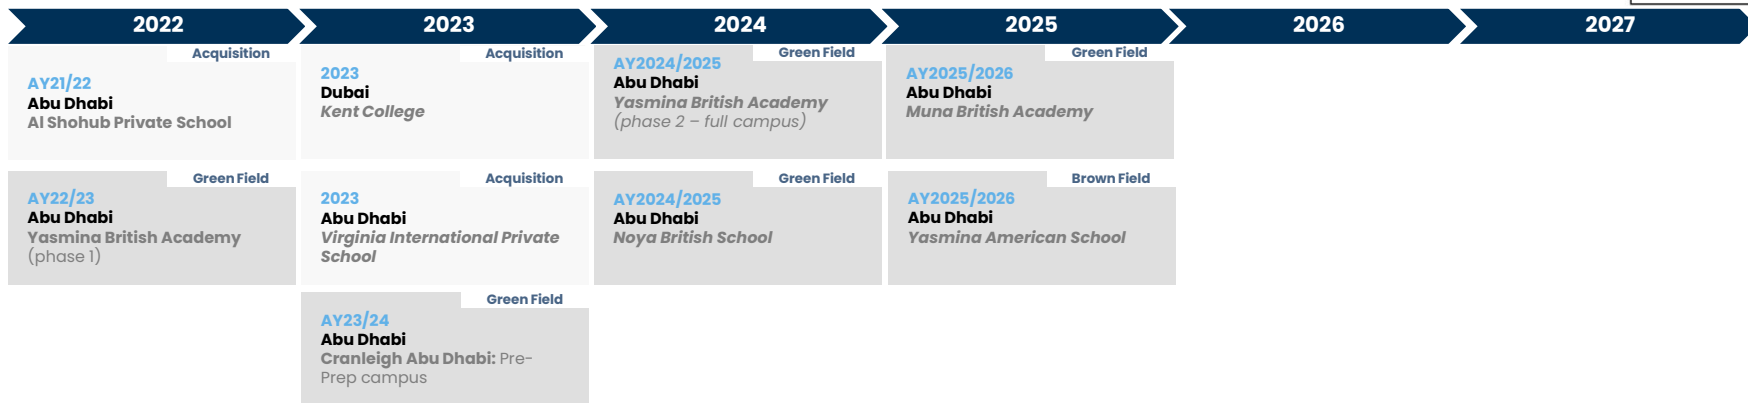 2022
2023
2024
2025
2026
2027
Acquisition
AY21/22
Abu Dhabi
Al Shohub Private School
Acquisition
2023
Dubai
Kent College
Green Field
AY2024/2025
Abu Dhabi
Yasmina British Academy
(phase 2 – full campus)
Green Field
AY2025/2026
Abu Dhabi
Muna British Academy
Green Field
AY22/23
Abu Dhabi
Yasmina British Academy
(phase 1)
Acquisition
2023
Abu Dhabi
Virginia International Private
School
Green Field
AY2024/2025
Abu Dhabi
Noya British School
Brown Field
AY2025/2026
Abu Dhabi
Yasmina American School
Green Field
AY23/24
Abu Dhabi
Cranleigh Abu Dhabi: Pre-
Prep campus